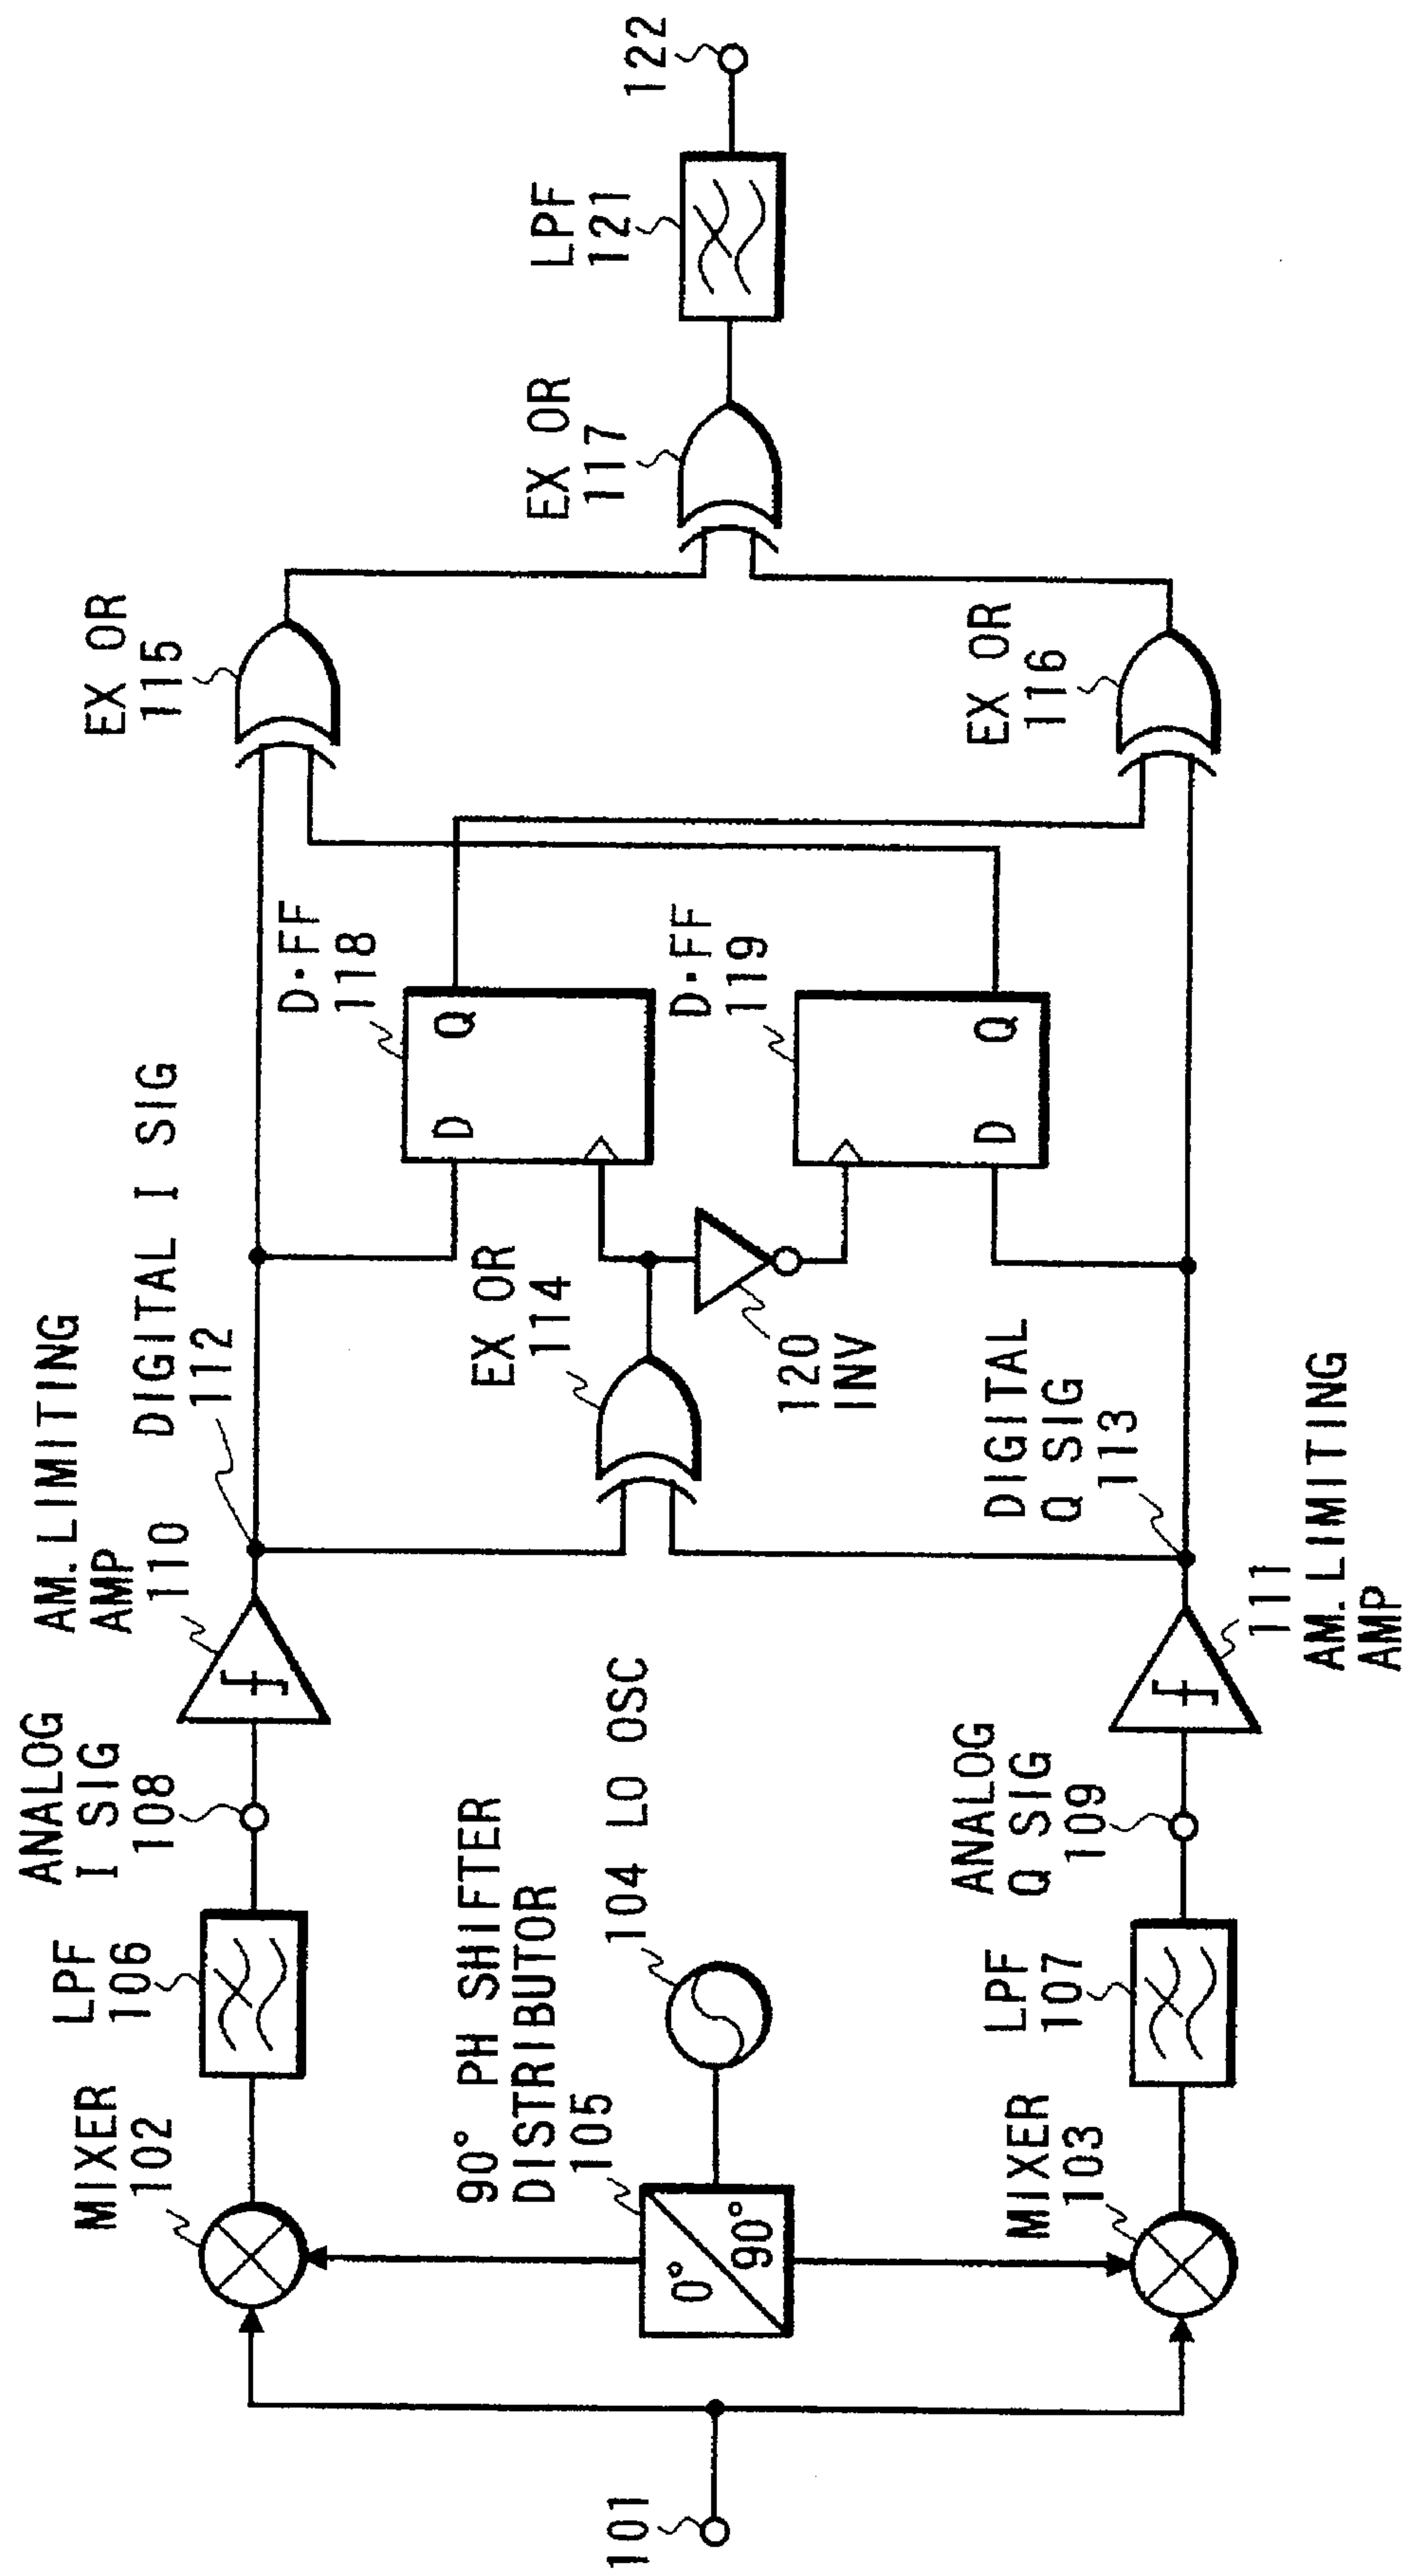 101
MIXER
102
LPF
106
ANALOG
I SIG
108
AM. LIMITING
AMP
110
DIGITAL I SIG
112
EX OR
115
90° PH SHIFTER
DISTRIBUTOR
105
0°
90°
104 LO OSC
EX OR
114
120
INV
D·FF
118
D
Q
D·FF
119
D
Q
EX OR
117
LPF
121
122
MIXER
103
LPF
107
ANALOG
Q SIG
109
111
AM. LIMITING
AMP
DIGITAL
Q SIG
113
EX OR
116